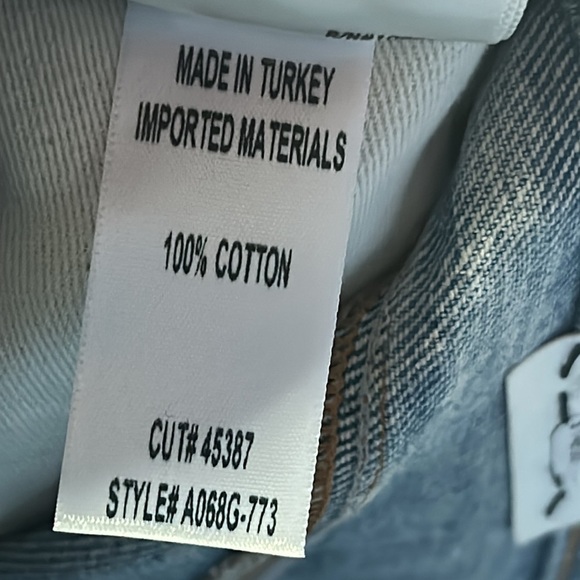 MADE IN TURKEY
IMPORTED MATERIALS
100% COTTON
CUT# 45387
STYLE# A068G-773